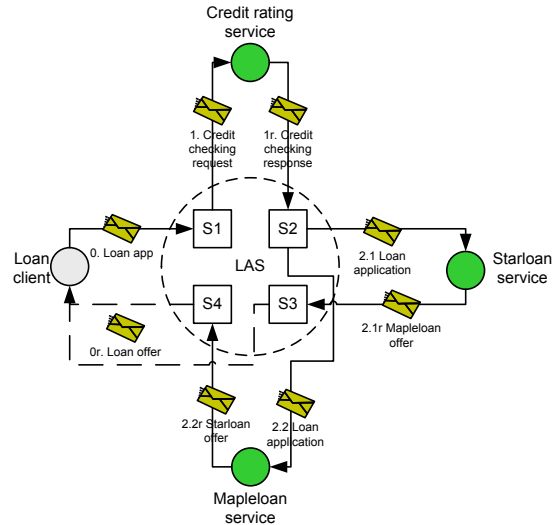 Credit rating
service
1. Credit
checking
request
1r. Credit
checking
response
S1
S2
0. Loan app
2.1 Loan
application
Loan
client
LAS
Starloan
service
S4
S3
2.1r Mapleloan
offer
0r. Loan offer
2.2r Starloan
offer
2.2 Loan
application
Mapleloan
service